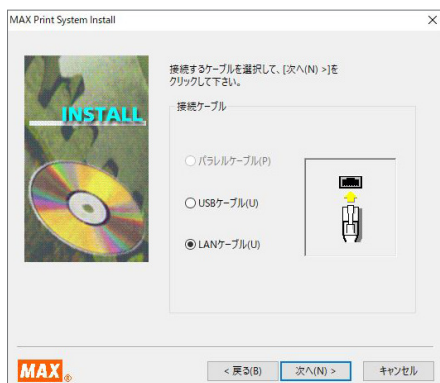 MAX Print System Install
接続するケーブルを選択して、[次へ(N) >]を
クリックして下さい。
INSTALL
接続ケーブル
パラレルケーブル(P)
USBケーブル(U)
LANケーブル(U)
MAX®
< 戻る(B)
次へ(N) >
キャンセル